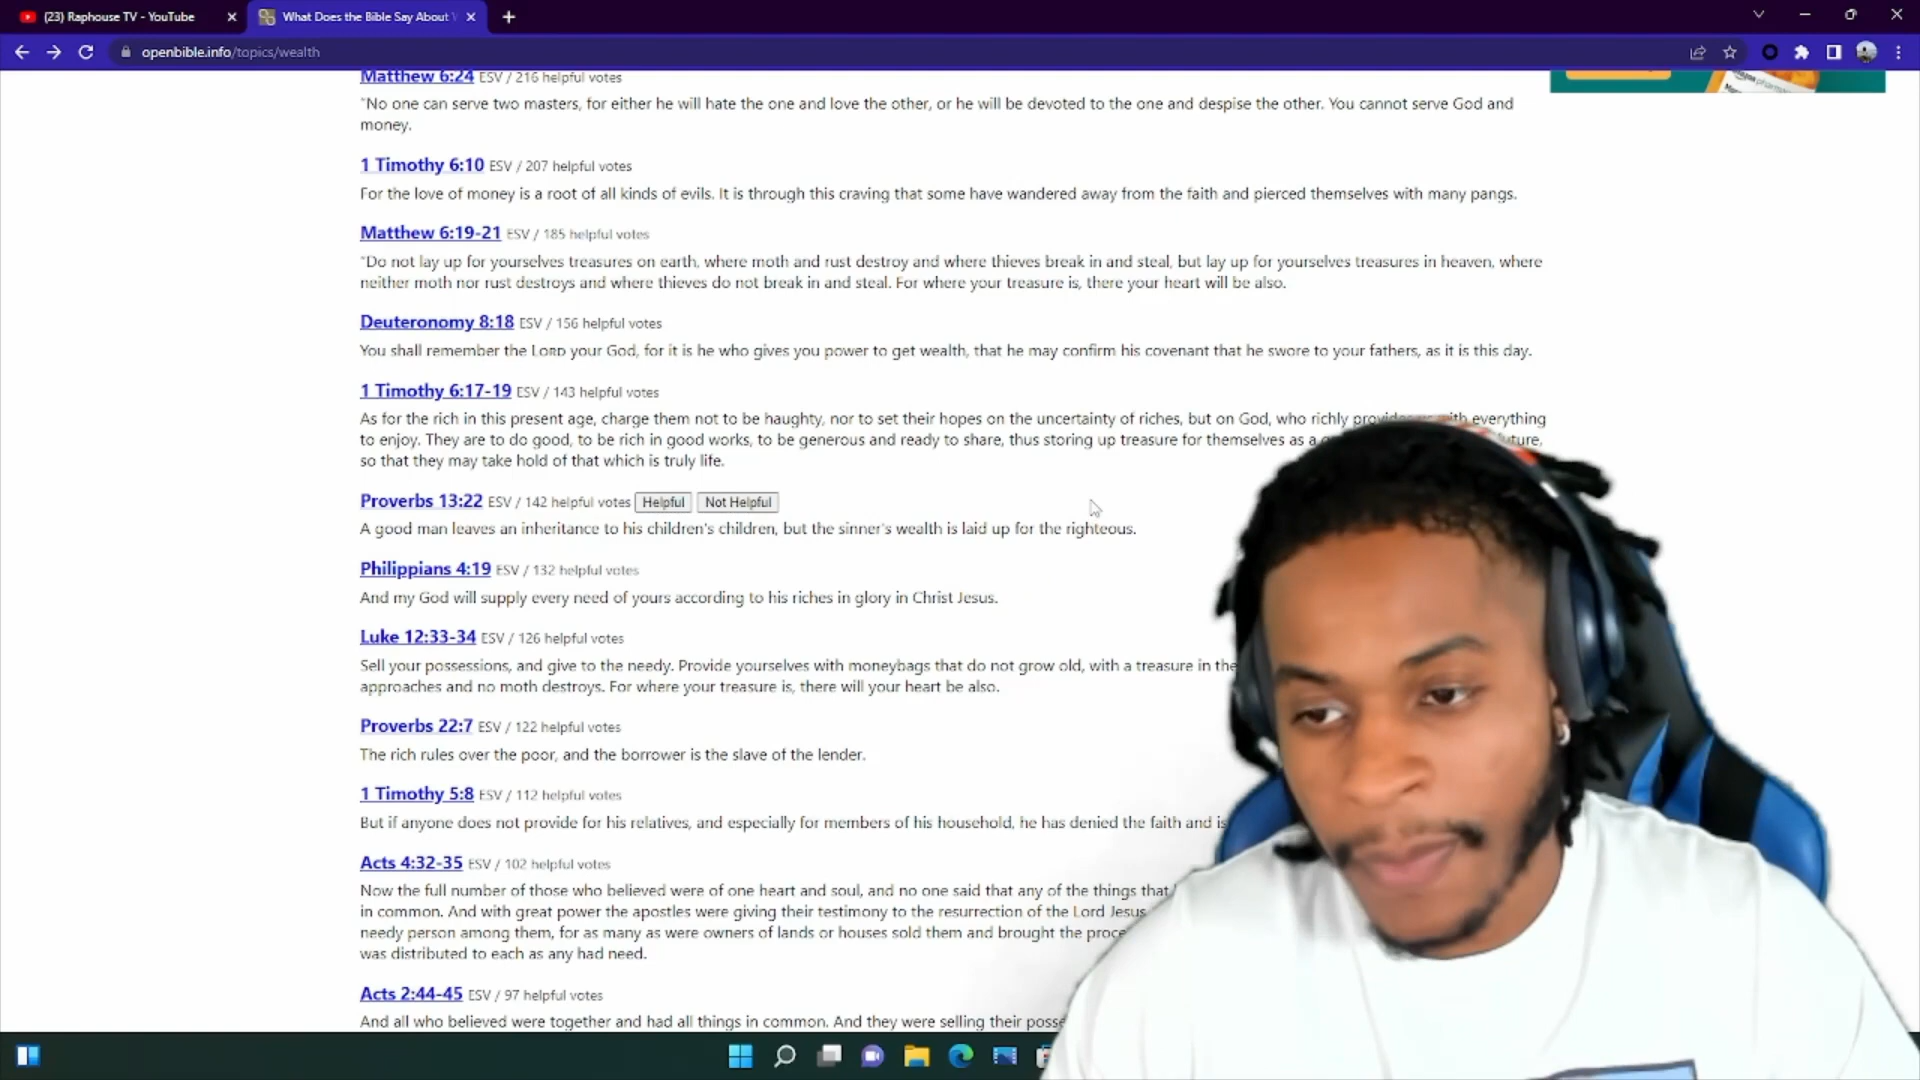 (23) Raphouse TV - YouTube
What Does the Bible Say About
openbible.info/topics/wealth
Matthew 6:24 ESV / 216 helpful votes
"No one can serve two masters, for either he will hate the one and love the other, or he will be devoted to the one and despise the other. You cannot serve God and
money.
1 Timothy 6:10 ESV / 207 helpful votes
For the love of money is a root of all kinds of evils. It is through this craving that some have wandered away from the faith and pierced themselves with many pangs.
Matthew 6:19-21 ESV / 185 helpful votes
"Do not lay up for yourselves treasures on earth, where moth and rust destroy and where thieves break in and steal, but lay up for yourselves treasures in heaven, where
neither moth nor rust destroys and where thieves do not break in and steal. For where your treasure is, there your heart will be also.
Deuteronomy 8:18 ESV / 156 helpful votes
You shall remember the LORD your God, for it is he who gives you power to get wealth, that he may confirm his covenant that he swore to your fathers, as it is this day.
1 Timothy 6:17-19 ESV / 143 helpful votes
As for the rich in this present age, charge them not to be haughty, nor to set their hopes on the uncertainty of riches, but on God, who richly with everything
to enjoy. They are to do good, to be rich in good works, to be generous and ready to share, thus storing up treasure for themselves as a
so that they may take hold of that which is truly life.
Proverbs 13:22 ESV / 142 helpful votes Helpful Not Helpful
A good man leaves an inheritance to his children's children, but the sinner's wealth is laid up for the righteous.
Philippians 4:19 ESV / 132 helpful votes
And my God will supply every need of yours according to his riches in glory in Christ Jesus.
Luke 12:33-34 ESV / 126 helpful votes
Sell your possessions, and give to the needy. Provide yourselves with moneybags that do not grow old, with a treasure in the
approaches and no moth destroys. For where your treasure is, there will your heart be also.
Proverbs 22:7 ESV / 122 helpful votes
The rich rules over the poor, and the borrower is the slave of the lender.
1 Timothy 5:8 ESV / 112 helpful votes
But if anyone does not provide for his relatives, and especially for members of his household, he has denied the faith and is
Acts 4:32-35 ESV / 102 helpful votes
Now the full number of those who believed were of one heart and soul, and no one said that any of the things that
in common. And with great power the apostles were giving their testimony to the resurrection of the Lord Jesus
needy person among them, for as many as were owners of lands or houses sold them and brought the
was distributed to each as any had need.
Acts 2:44-45 ESV / 97 helpful votes
And all who believed were together and had all things in common. And they were selling their